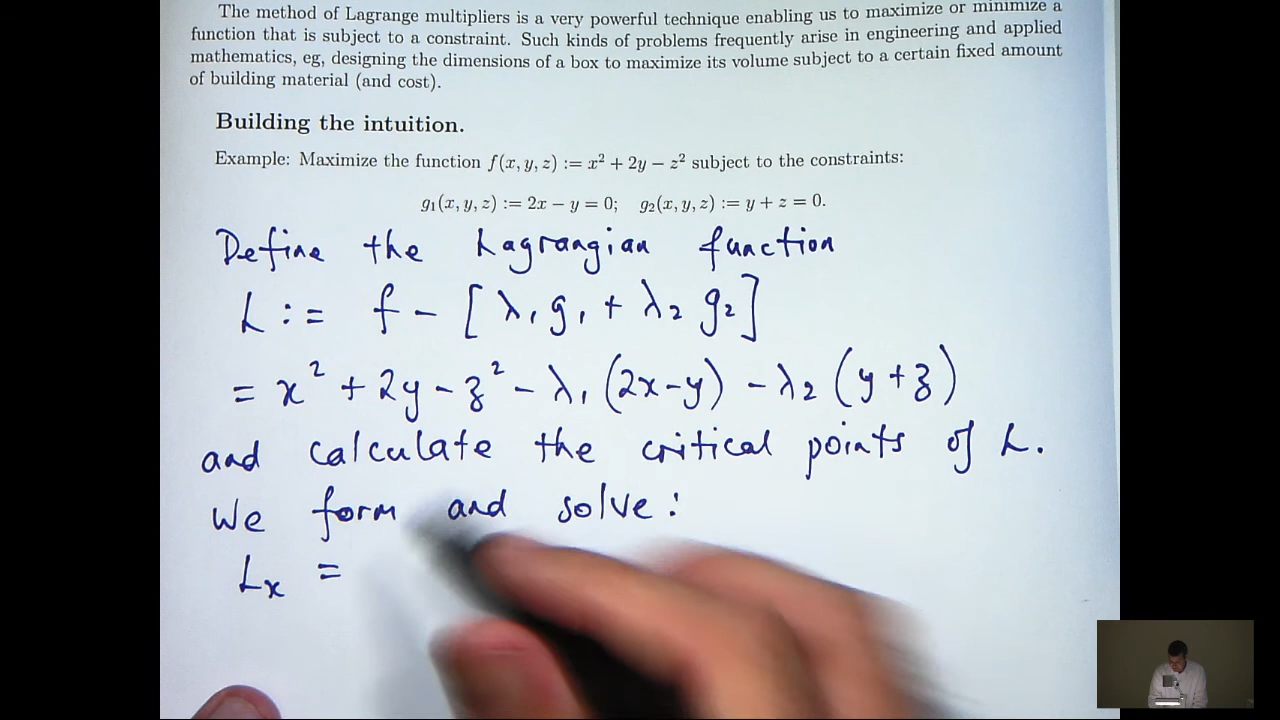 The method of Lagrange multipliers is a very powerful technique enabling us to maximize or minimize a
function that is subject to a constraint. Such kinds of problems frequently arise in engineering and applied
mathematics, eg, designing the dimensions of a box to maximize its volume subject to a certain fixed amount
of building material (and cost).
Building the intuition.
Example: Maximize the function f(x, y, z) := x² + 2y − z² subject to the constraints:
g₁(x, y, z) := 2x − y = 0; g₂(x, y, z) := y + z = 0.
Define the Lagrangian function
L := f − [λ₁g₁ + λ₂g₂]
= x² + 2y − z² − λ₁(2x−y) − λ₂(y+z)
and calculate the critical points of L.
We form and solve:
Lₓ =